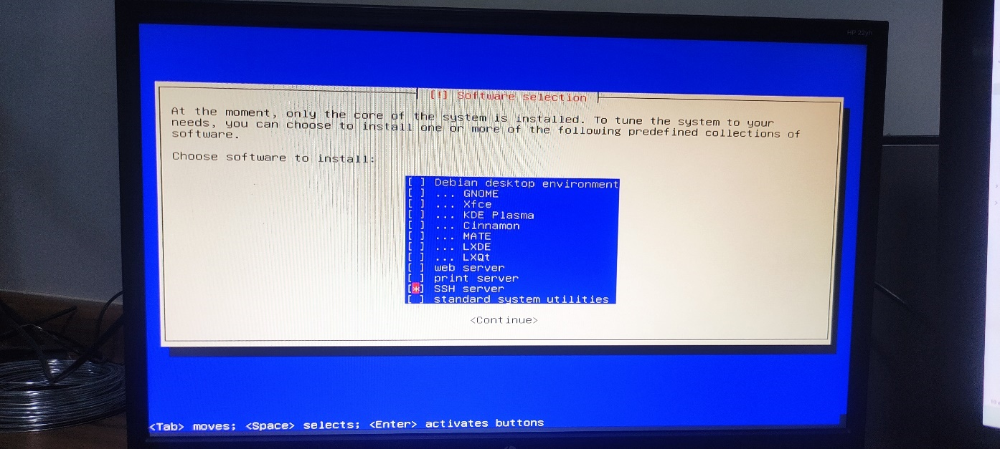 HP 22yh
[!] Software selection
At the moment, only the core of the system is installed. To tune the system to your
needs, you can choose to install one or more of the following predefined collections of
software.
Choose software to install:
[ ] Debian desktop environment
[ ] ... GNOME
[ ] ... Xfce
[ ] ... KDE Plasma
[ ] ... Cinnamon
[ ] ... MATE
[ ] ... LXDE
[ ] ... LXQt
[ ] web server
[ ] print server
[*] SSH server
[ ] standard system utilities
<Continue>
<Tab> moves; <Space> selects; <Enter> activates buttons